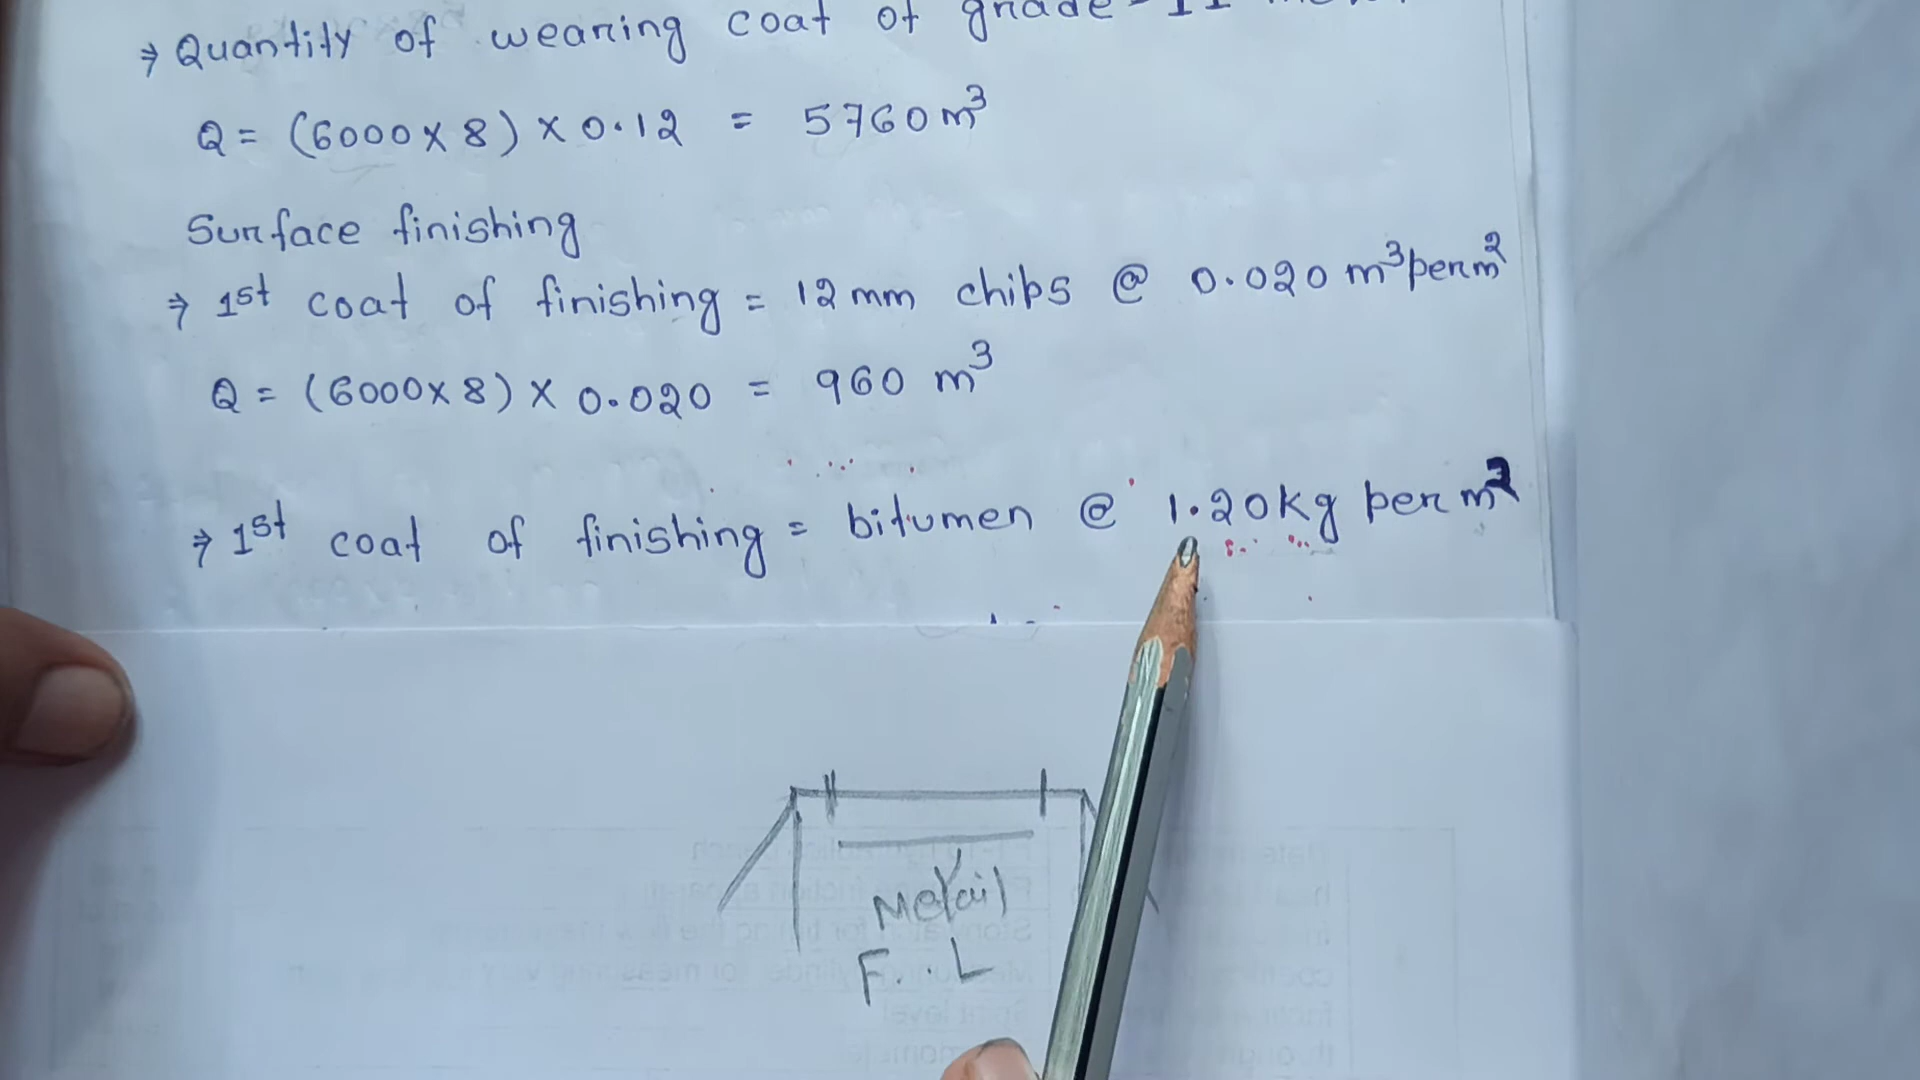 ⇒ Quantity of wearing coat of grade-II
Q = (6000 x 8) x 0.12 = 5760 m³
Surface finishing
⇒ 1st coat of finishing = 12 mm chips @ 0.020 m³ per m²
Q = (6000 x 8) x 0.020 = 960 m³
⇒ 1st coat of finishing = bitumen @ 1.20 kg per m²
F. L